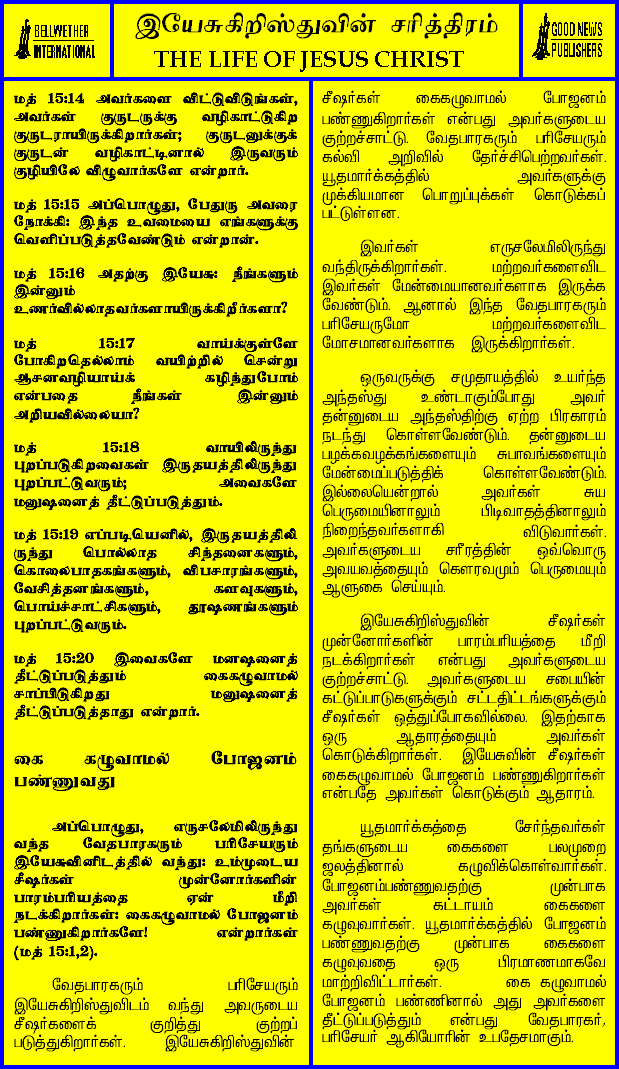 BELLWETHER
INTERNATIONAL
இயேசுகிறிஸ்துவின் சரித்திரம்
THE LIFE OF JESUS CHRIST
GOOD NEWS
PUBLISHERS
மத் 15:14 அவர்களை விட்டுவிடுங்கள்,
அவர்கள் குருடருக்கு வழிகாட்டுகிற
குருடராயிருக்கிறார்கள்; குருடனுக்குக்
குருடன் வழிகாட்டினால் இருவரும்
குழியிலே விழுவார்களே என்றார்.
மத் 15:15 அப்பொழுது, பேதுரு அவரை
நோக்கி: இந்த உவமையை எங்களுக்கு
வெளிப்படுத்தவேண்டும் என்றான்.
மத் 15:16 அதற்கு இயேசு: நீங்களும்
இன்னும்
உணர்வில்லாதவர்களாயிருக்கிறீர்களா?
மத் 15:17 வாய்க்குள்ளே
போகிறதெல்லாம் வயிற்றில் சென்று
ஆசனவழியாய்க் கழிந்துபோம்
என்பதை நீங்கள் இன்னும்
அறியவில்லையா?
மத் 15:18 வாயிலிருந்து
புறப்படுகிறவைகள் இருதயத்திலிருந்து
புறப்பட்டுவரும்; அவைகளே
மனுஷனைத் தீட்டுப்படுத்தும்.
மத் 15:19 எப்படியெனில், இருதயத்திலி
ருந்து பொல்லாத சிந்தனைகளும்,
கொலைபாதகங்களும், விபசாரங்களும்,
வேசித்தனங்களும், களவுகளும்,
பொய்ச்சாட்சிகளும், தூஷணங்களும்
புறப்பட்டுவரும்.
மத் 15:20 இவைகளே மனஷனைத்
தீட்டுப்படுத்தும் கைகழுவாமல்
சாப்பிடுகிறது மனுஷனைத்
தீட்டுப்படுத்தாது என்றார்.
கை கழுவாமல் போஜனம்
பண்ணுவது
அப்பொழுது, எருசலேமிலிருந்து
வந்த வேதபாரகரும் பரிசேயரும்
இயேசுவினிடத்தில் வந்து: உம்முடைய
சீஷர்கள் முன்னோர்களின்
பாரம்பரியத்தை ஏன் மீறி
நடக்கிறார்கள்: கைகழுவாமல் போஜனம்
பண்ணுகிறார்களே! என்றார்கள்
(மத் 15:1,2).
வேதபாரகரும் பரிசேயரும்
இயேசுகிறிஸ்துவிடம் வந்து அவருடைய
சீஷர்களைக் குறித்து குற்றப்
படுத்துகிறார்கள். இயேசுகிறிஸ்துவின்
சீஷர்கள் கைகழுவாமல் போஜனம்
பண்ணுகிறார்கள் என்பது அவர்களுடைய
குற்றச்சாட்டு. வேதபாரகரும் பரிசேயரும்
கல்வி அறிவில் தேர்ச்சிபெற்றவர்கள்.
யூதமார்க்கத்தில் அவர்களுக்கு
முக்கியமான பொறுப்புக்கள் கொடுக்கப்
பட்டுள்ளன.
இவர்கள் எருசலேமிலிருந்து
வந்திருக்கிறார்கள். மற்றவர்களைவிட
இவர்கள் மேன்மையானவர்களாக இருக்க
வேண்டும். ஆனால் இந்த வேதபாரகரும்
பரிசேயருமோ மற்றவர்களைவிட
மோசமானவர்களாக இருக்கிறார்கள்.
ஒருவருக்கு சமுதாயத்தில் உயர்ந்த
அந்தஸ்து உண்டாகும்போது அவர்
தன்னுடைய அந்தஸ்திற்கு ஏற்ற பிரகாரம்
நடந்து கொள்ளவேண்டும். தன்னுடைய
பழக்கவழக்கங்களையும் சுபாவங்களையும்
மேன்மைப்படுத்திக் கொள்ளவேண்டும்.
இல்லையென்றால் அவர்கள் சுய
பெருமையினாலும் பிடிவாதத்தினாலும்
நிறைந்தவர்களாகி விடுவார்கள்.
அவர்களுடைய சரீரத்தின் ஒவ்வொரு
அவயவத்தையும் கௌரவமும் பெருமையும்
ஆளுகை செய்யும்.
இயேசுகிறிஸ்துவின் சீஷர்கள்
முன்னோர்களின் பாரம்பரியத்தை மீறி
நடக்கிறார்கள் என்பது அவர்களுடைய
குற்றச்சாட்டு. அவர்களுடைய சபையின்
கட்டுப்பாடுகளுக்கும் சட்டதிட்டங்களுக்கும்
சீஷர்கள் ஒத்துப்போகவில்லை. இதற்காக
ஒரு ஆதாரத்தையும் அவர்கள்
கொடுக்கிறார்கள். இயேசுவின் சீஷர்கள்
கைகழுவாமல் போஜனம் பண்ணுகிறார்கள்
என்பதே அவர்கள் கொடுக்கும் ஆதாரம்.
யூதமார்க்கத்தை சேர்ந்தவர்கள்
தங்களுடைய கைகளை பலமுறை
ஜலத்தினால் கழுவிக்கொள்வார்கள்.
போஜனம்பண்ணுவதற்கு முன்பாக
அவர்கள் கட்டாயம் கைகளை
கழுவுவார்கள். யூதமார்க்கத்தில் போஜனம்
பண்ணுவதற்கு முன்பாக கைகளை
கழுவுவதை ஒரு பிரமாணமாகவே
மாற்றிவிட்டார்கள். கை கழுவாமல்
போஜனம் பண்ணினால் அது அவர்களை
தீட்டுப்படுத்தும் என்பது வேதபாரகர்,
பரிசேயர் ஆகியோரின் உபதேசமாகும்.